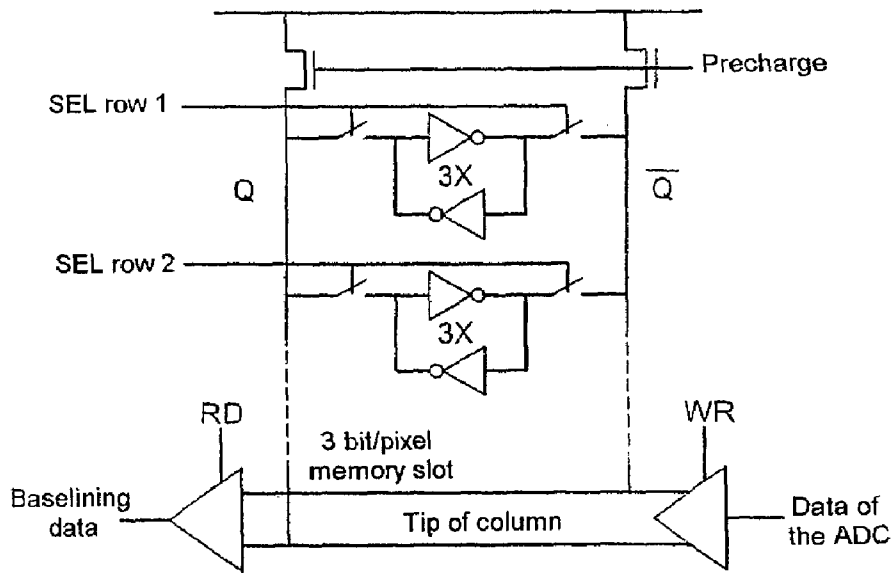 Precharge
SEL row 1
3X
Q
Q
SEL row 2
3X
RD
WR
3 bit/pixel
memory slot
Baselining
data
Tip of column
Data of
the ADC